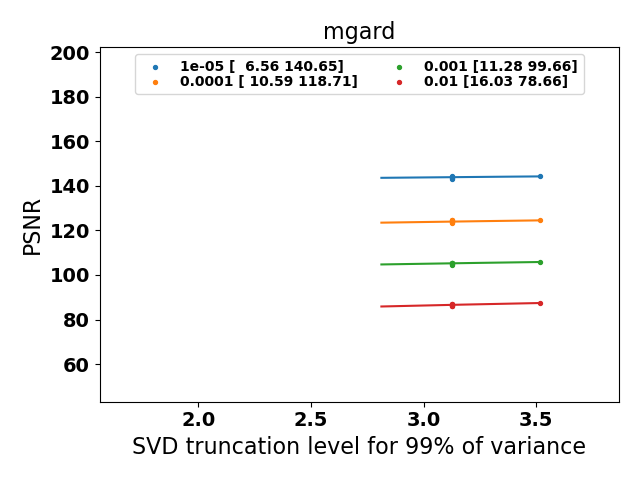 mgard
1e-05 [  6.56 140.65]
0.0001 [ 10.59 118.71]
0.001 [11.28 99.66]
0.01 [16.03 78.66]
200
180
160
140
120
100
80
60
PSNR
2.0 2.5 3.0 3.5
SVD truncation level for 99% of variance